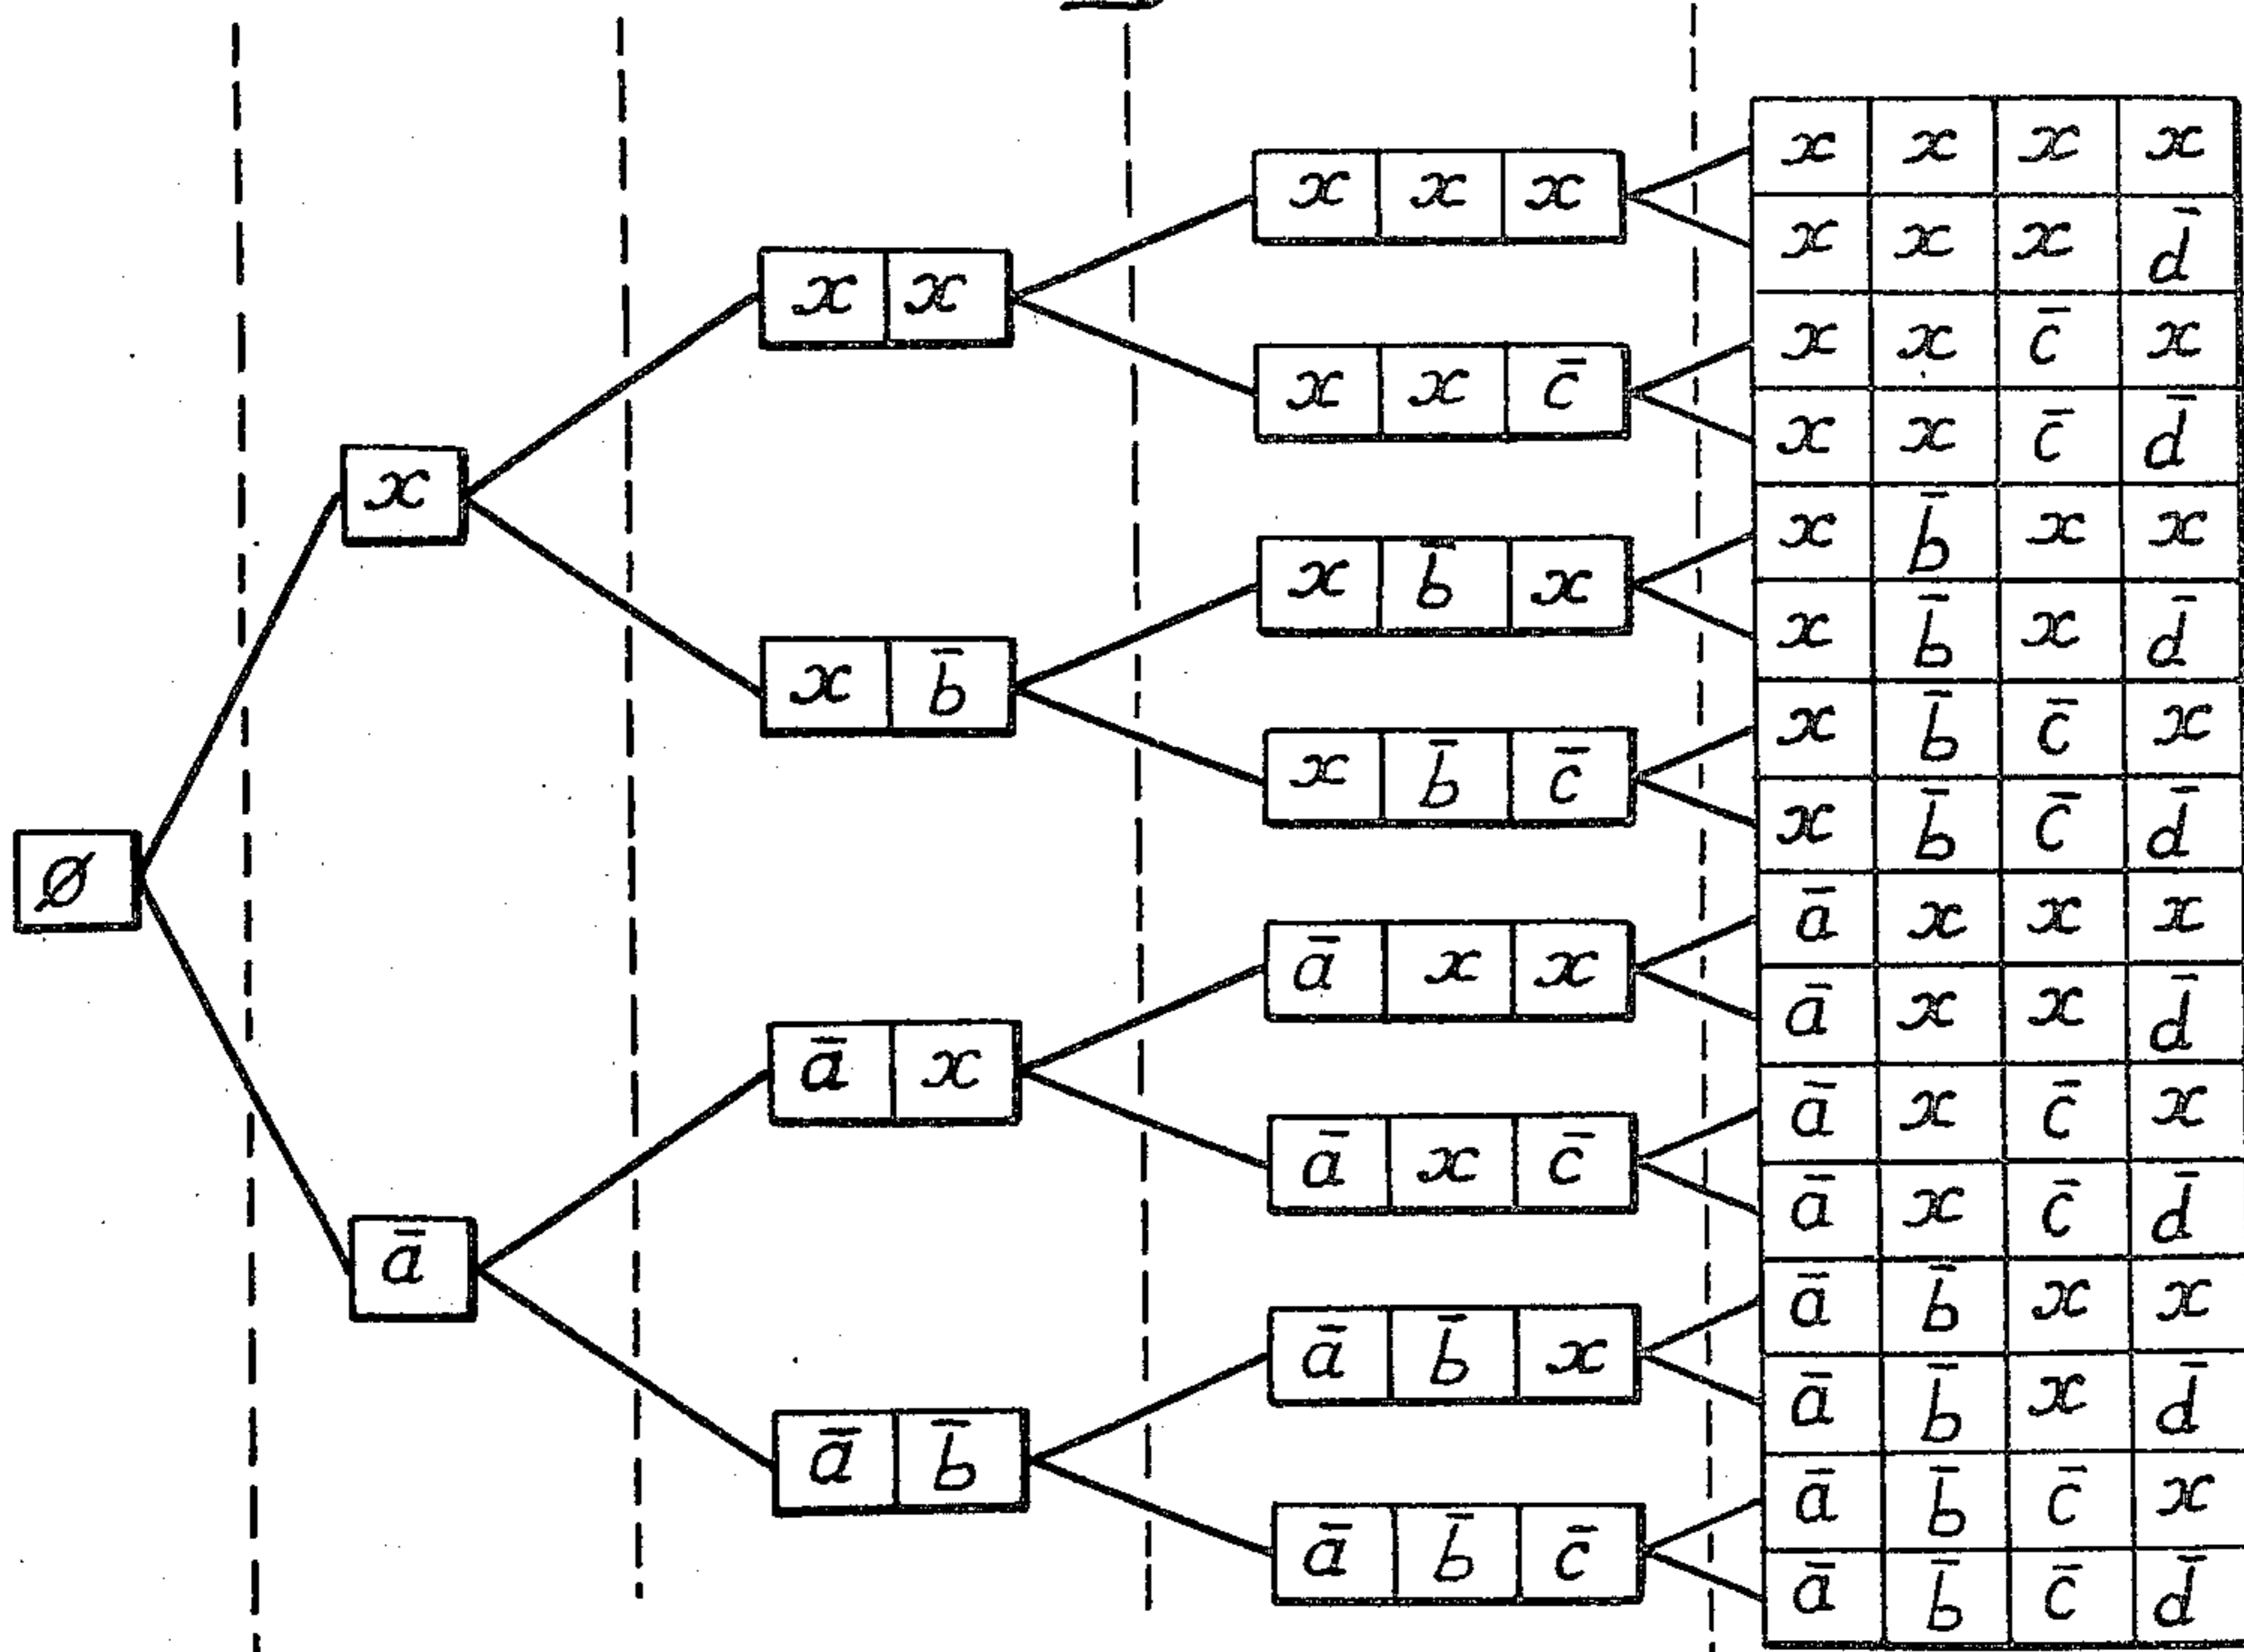 ∅
x
ā
x x
x b̄
ā x
ā b̄
x x x
x x c̄
x b̄ x
x b̄ c̄
ā x x
ā x c̄
ā b̄ x
ā b̄ c̄
x x x x
x x x d̄
x x c̄ x
x x c̄ d̄
x b̄ x x
x b̄ x d̄
x b̄ c̄ x
x b̄ c̄ d̄
ā x x x
ā x x d̄
ā x c̄ x
ā x c̄ d̄
ā b̄ x x
ā b̄ x d̄
ā b̄ c̄ x
ā b̄ c̄ d̄